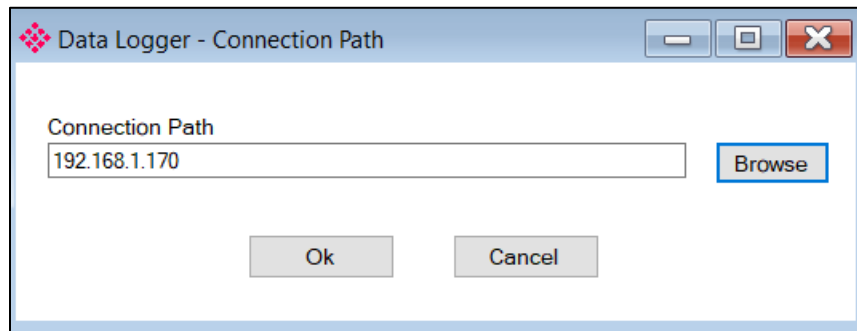 Data Logger - Connection Path
Connection Path
192.168.1.170
Browse
Ok
Cancel